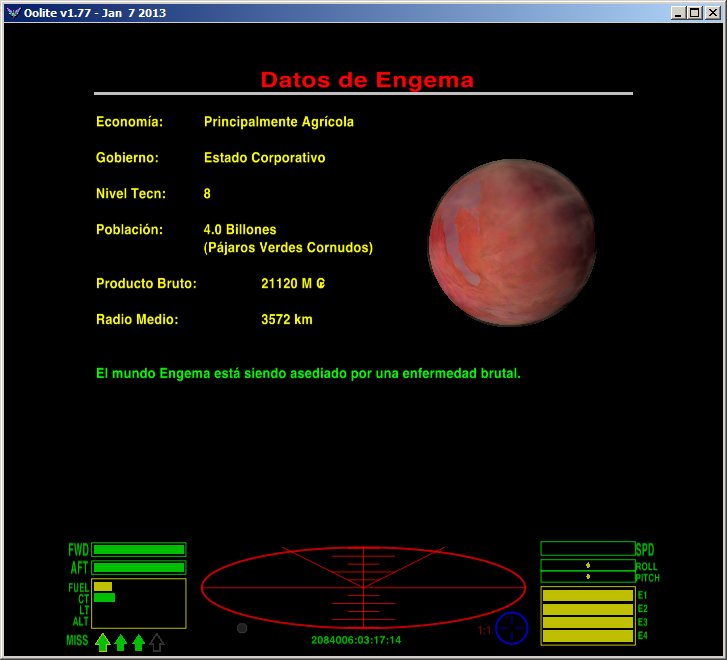 Oolite v1.77 - Jan  7 2013
Datos de Engema
Economía: Principalmente Agrícola
Gobierno: Estado Corporativo
Nivel Tecn: 8
Población: 4.0 Billones
(Pájaros Verdes Cornudos)
Producto Bruto: 21120 M ₢
Radio Medio: 3572 km
El mundo Engema está siendo asediado por una enfermedad brutal.
FWD
AFT
FUEL
CT
LT
ALT
MISS
2084006:03:17:14
1:1
SPD
ROLL
PITCH
E1
E2
E3
E4